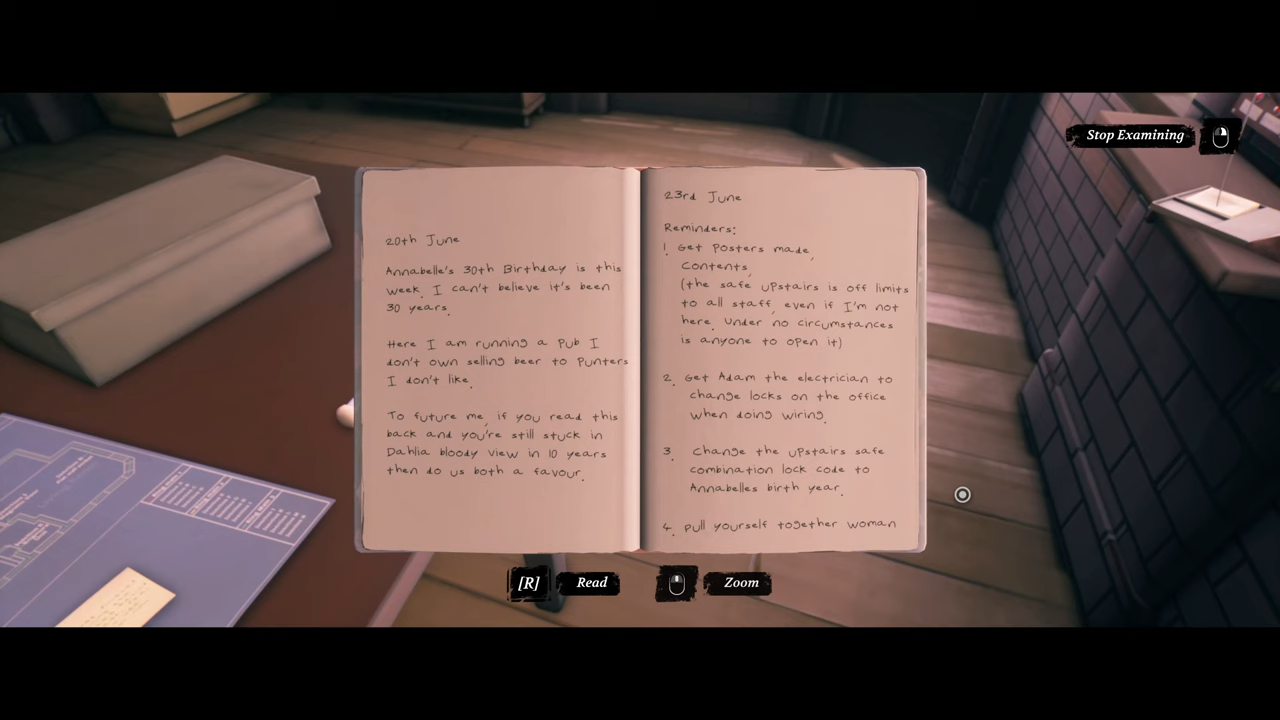 Stop Examining
20th June
Annabelle's 30th Birthday is this
week. I can't believe it's been
30 years.
Here I am running a pub I
don't own selling beer to punters
I don't like.
To future me, if you read this
back and you're still stuck in
Dahlia bloody view in 10 years
then do us both a favour.
23rd June
Reminders:
1. Get posters made,
Contents,
(the safe upstairs is off limits
to all staff, even if I'm not
here. Under no circumstances
is anyone to open it)
2. Get Adam the electrician to
change locks on the office
when doing wiring.
3. Change the upstairs safe
combination lock code to
Annabelles birth year.
4. Pull yourself together woman
[R] Read
Zoom